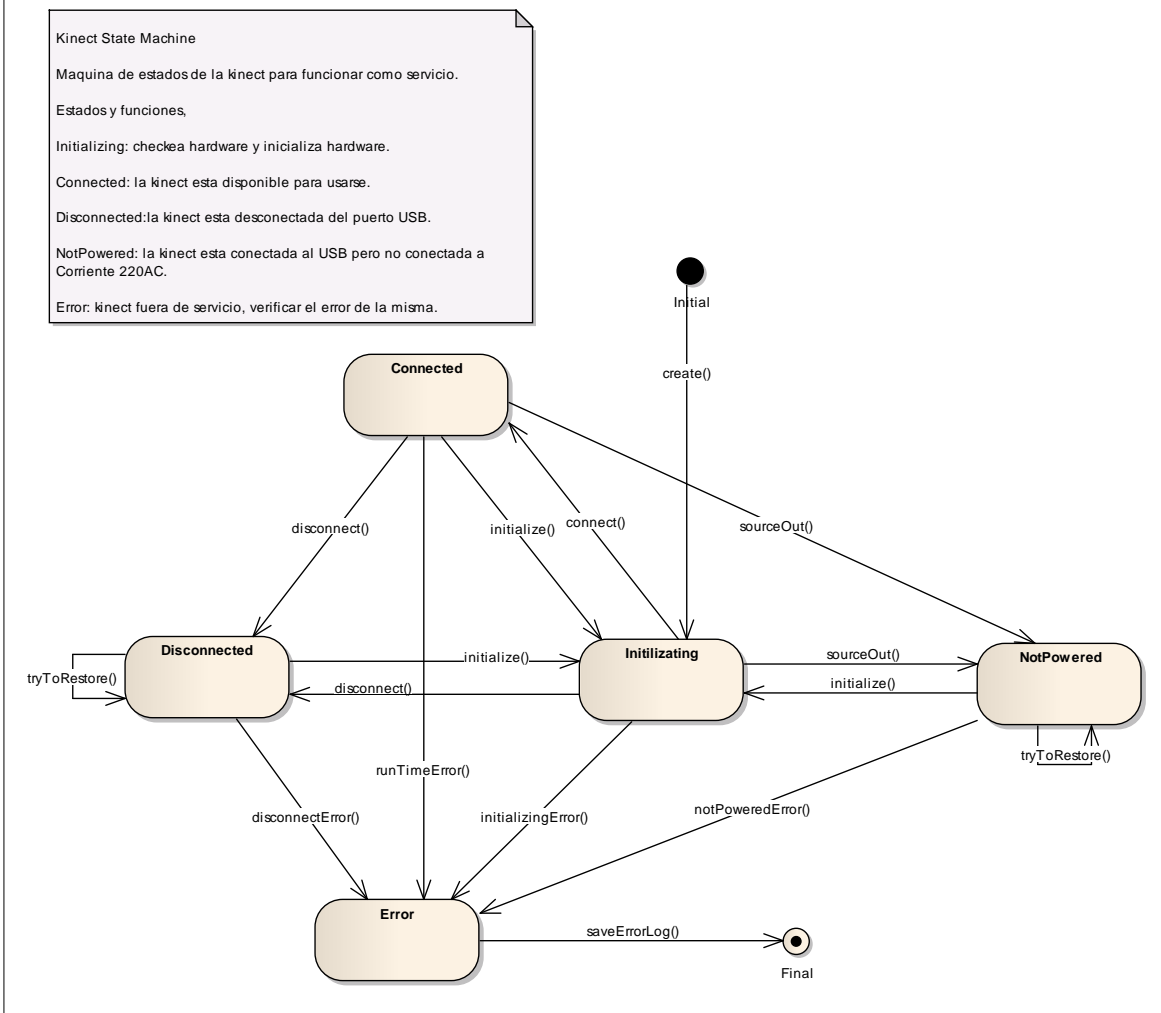 Kinect State Machine
Maquina de estados de la kinect para funcionar como servicio.
Estados y funciones,
Initializing: checkea hardware y inicializa hardware.
Connected: la kinect esta disponible para usarse.
Disconnected:la kinect esta desconectada del puerto USB.
NotPowered: la kinect esta conectada al USB pero no conectada a
Corriente 220AC.
Error: kinect fuera de servicio, verificar el error de la misma.
Initial
create()
Connected
disconnect()
initialize()
connect()
sourceOut()
Disconnected
Initilizating
NotPowered
tryToRestore()
initialize()
disconnect()
sourceOut()
initialize()
tryToRestore()
runTimeError()
disconnectError()
initializingError()
notPoweredError()
Error
saveErrorLog()
Final